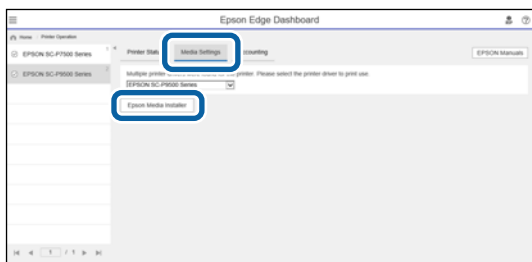 Epson Edge Dashboard
Home Printer Operation
EPSON SC-P7500 Series
EPSON SC-P9500 Series
Printer Media Settings counting EPSON Manuals
Multiple printer printer. Please select the printer driver to print use.
EPSON SC-P9500 Series
Epson Media Installer
1 / 1